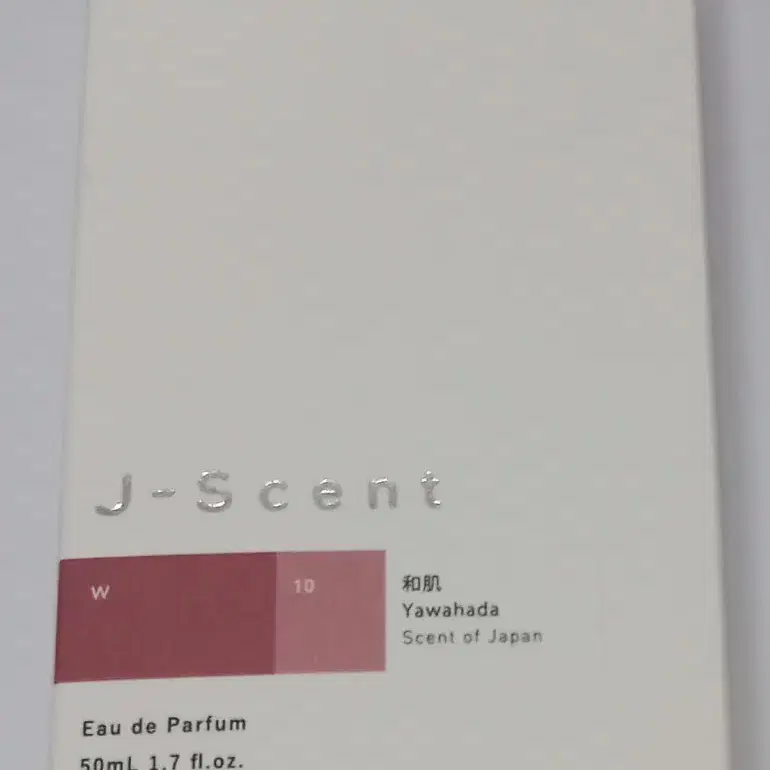 J-Scent
W 10
和肌
Yawahada
Scent of Japan
Eau de Parfum
50mL 1.7 fl.oz.